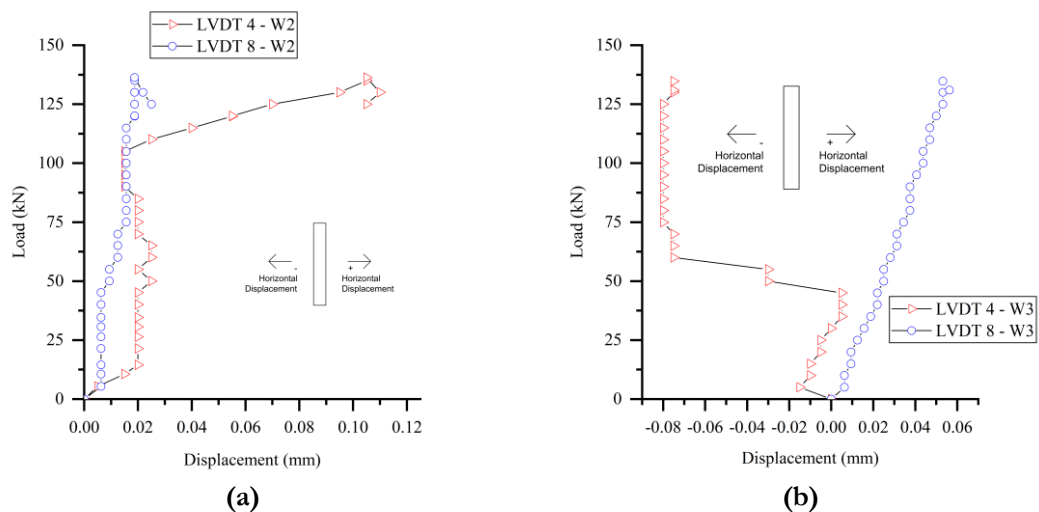 LVDT 4 - W2
LVDT 8 - W2
150
125
100
75
50
25
0
Load (kN)
0.00 0.02 0.04 0.06 0.08 0.10 0.12
Displacement (mm)
- +
Horizontal Displacement
Horizontal Displacement
(a)
150
125
100
75
50
25
0
Load (kN)
-0.08 -0.06 -0.04 -0.02 0.00 0.02 0.04 0.06
Displacement (mm)
- +
Horizontal Displacement
Horizontal Displacement
LVDT 4 - W3
LVDT 8 - W3
(b)